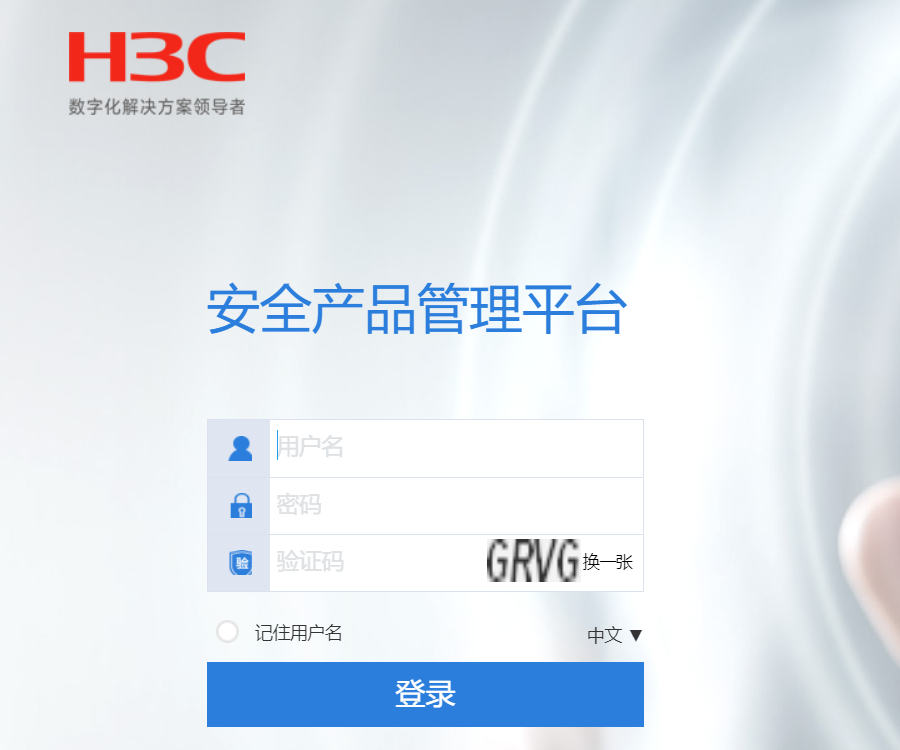 H3C
数字化解决方案领导者
安全产品管理平台
用户名
密码
验
验证码 GRVG 换一张
记住用户名 中文 ▼
登录